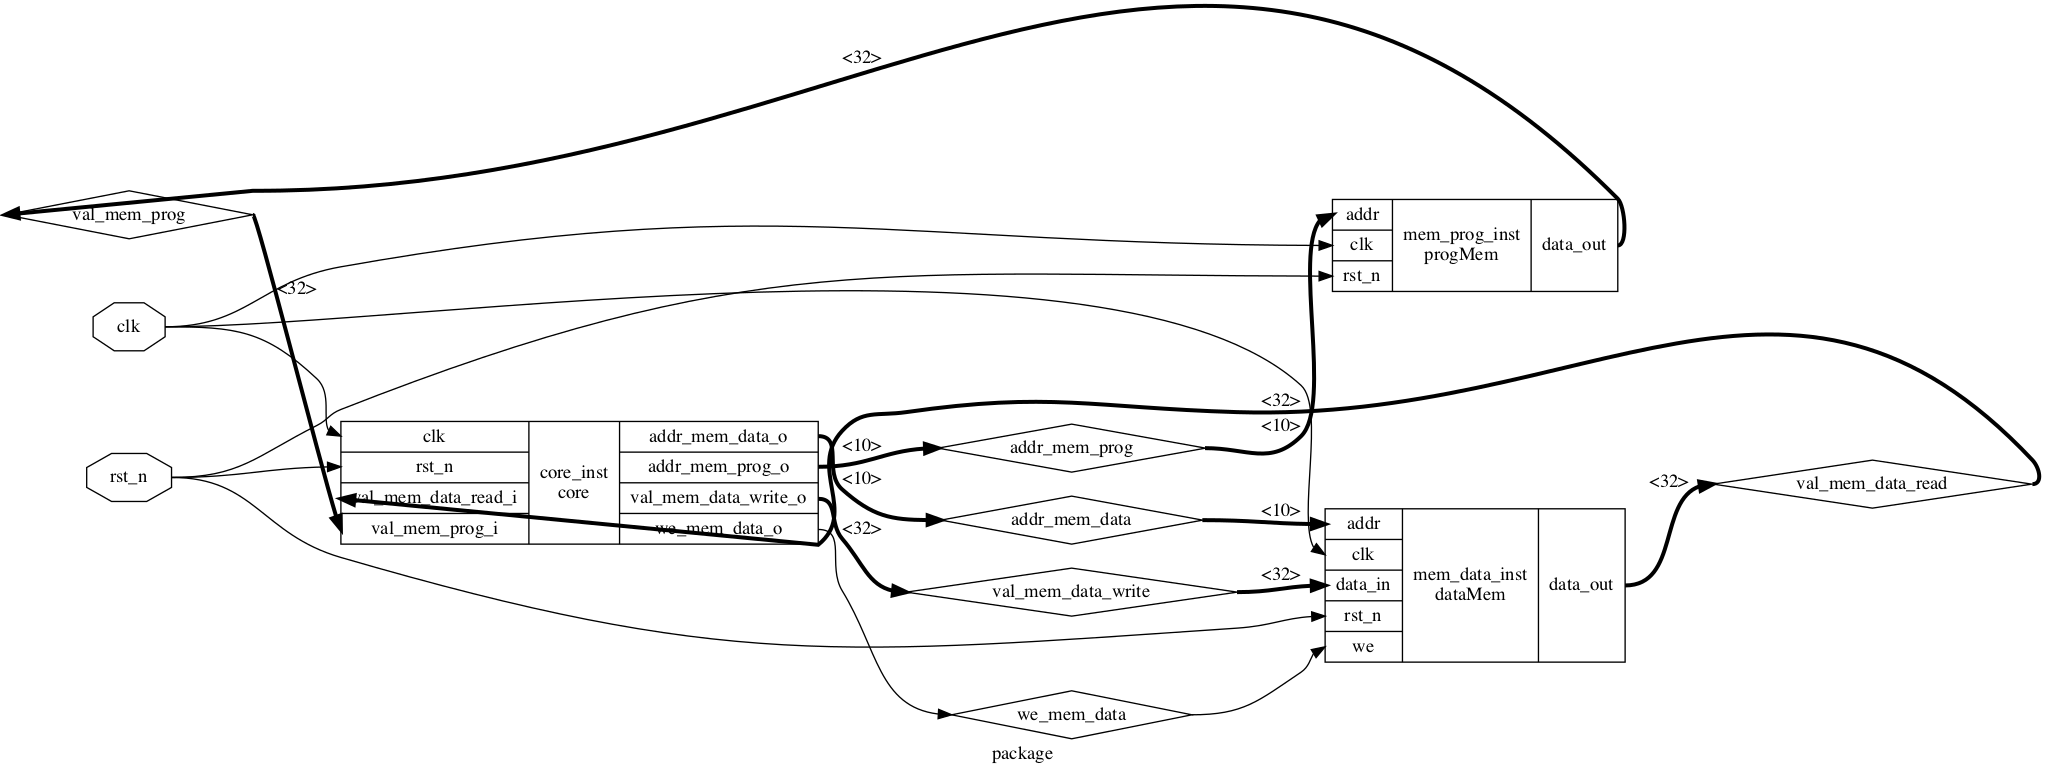 <32>
val_mem_prog
addr
clk
rst_n
mem_prog_inst
progMem
data_out
<32>
clk
rst_n
clk
rst_n
val_mem_data_read_i
val_mem_prog_i
core_inst
core
addr_mem_data_o
addr_mem_prog_o
val_mem_data_write_o
we_mem_data_o
<10>
<10>
<32>
addr_mem_prog
addr_mem_data
val_mem_data_write
we_mem_data
<32>
<10>
<10>
<32>
addr
clk
data_in
rst_n
we
mem_data_inst
dataMem
data_out
<32>
val_mem_data_read
package